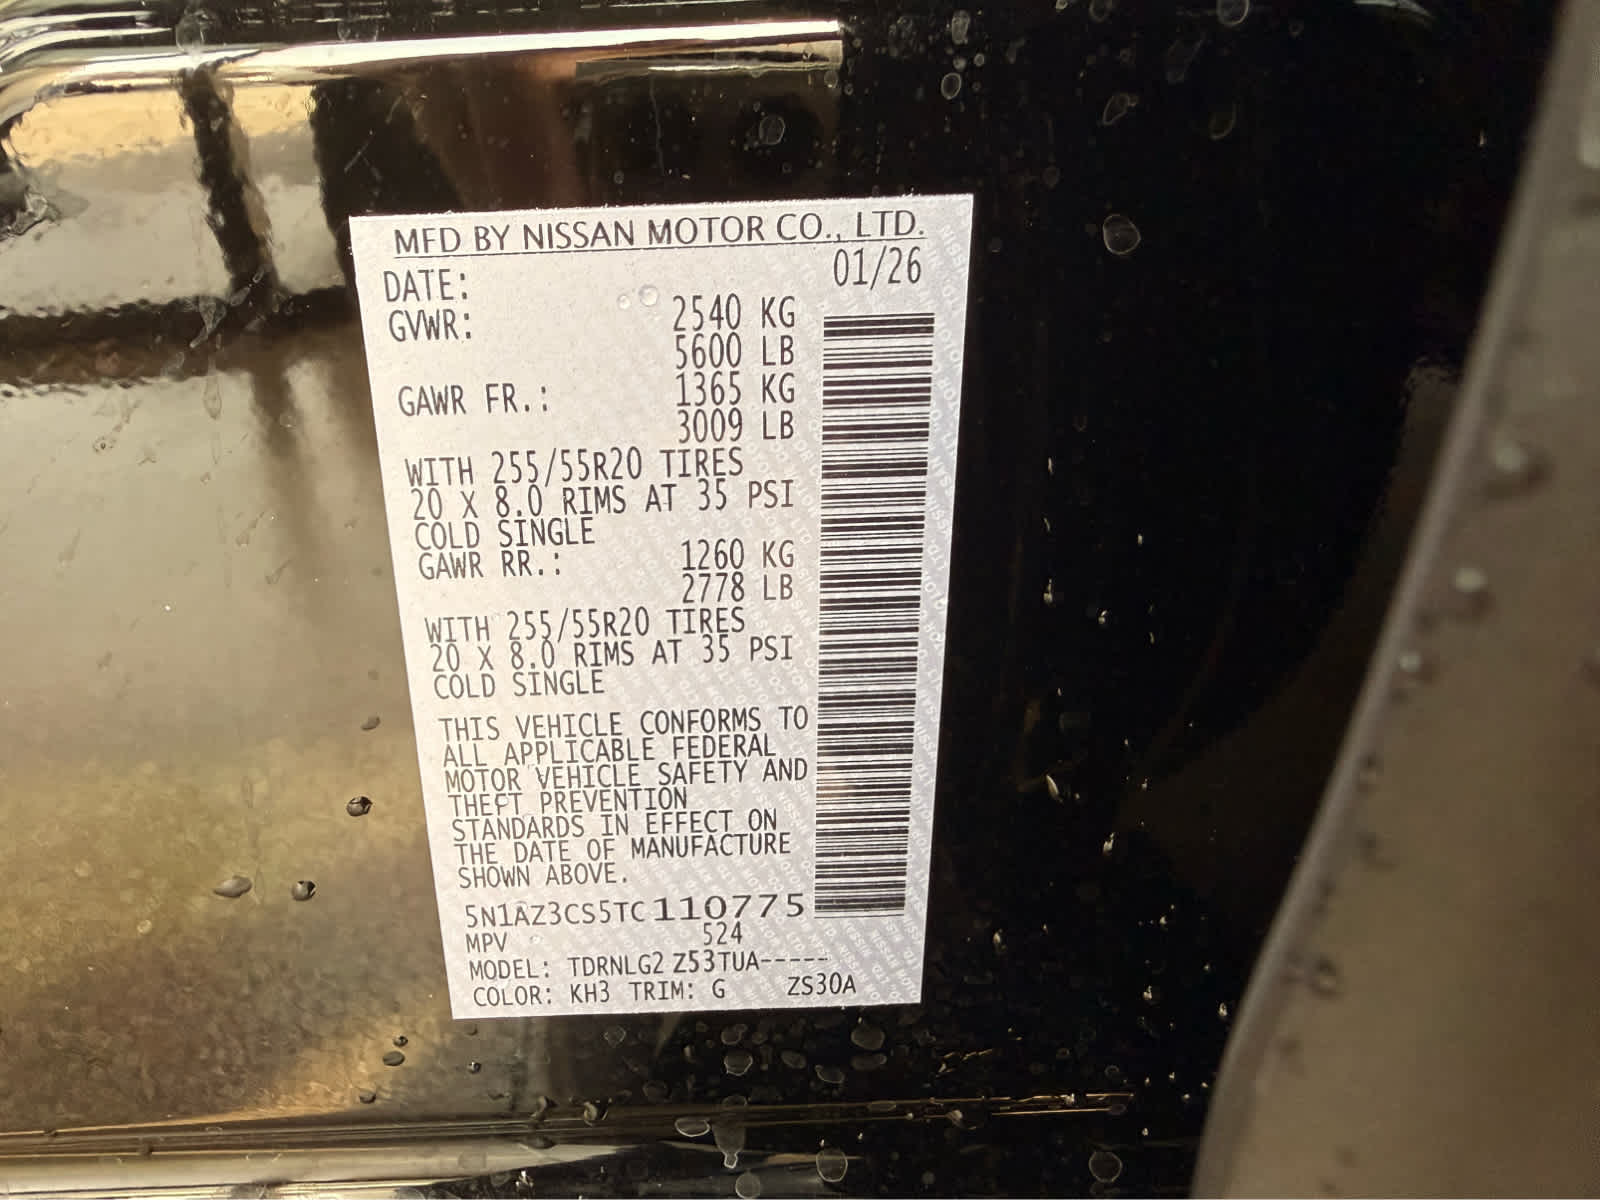 MFD BY NISSAN MOTOR CO., LTD.
DATE: 01/26
GVWR: 2540 KG
5600 LB
GAWR FR.: 1365 KG
3009 LB
WITH 255/55R20 TIRES
20 X 8.0 RIMS AT 35 PSI
COLD SINGLE
GAWR RR.: 1260 KG
2778 LB
WITH 255/55R20 TIRES
20 X 8.0 RIMS AT 35 PSI
COLD SINGLE
THIS VEHICLE CONFORMS TO
ALL APPLICABLE FEDERAL
MOTOR VEHICLE SAFETY AND
THEFT PREVENTION
STANDARDS IN EFFECT ON
THE DATE OF MANUFACTURE
SHOWN ABOVE.
5N1AZ3CS5TC110775
MPV 524
MODEL: TDRNLG2 Z53TUA-----
COLOR: KH3 TRIM: G ZS30A